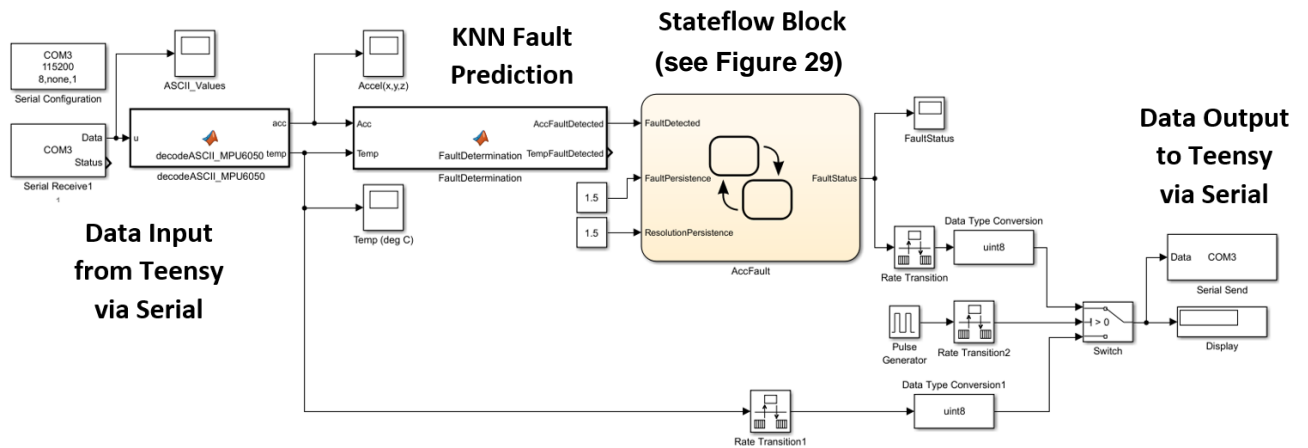 COM3
115200
8,none,1
Serial Configuration
ASCII_Values
Accel(x,y,z)
KNN Fault
Prediction
Stateflow Block
(see Figure 29)
COM3
Data
Status
Serial Receive1
1
u
acc
temp
decodeASCII_MPU6050
decodeASCII_MPU6050
Acc
Temp
AccFaultDetected
TempFaultDetected
FaultDetermination
FaultDetermination
Temp (deg C)
1.5
1.5
FaultDetected
FaultPersistence
ResolutionPersistence
FaultStatus
AccFault
FaultStatus
Data Input
from Teensy
via Serial
Data Output
to Teensy
via Serial
Rate Transition
Data Type Conversion
uint8
Pulse
Generator
Rate Transition2
> 0
Switch
Data
COM3
Serial Send
Display
Rate Transition1
Data Type Conversion1
uint8